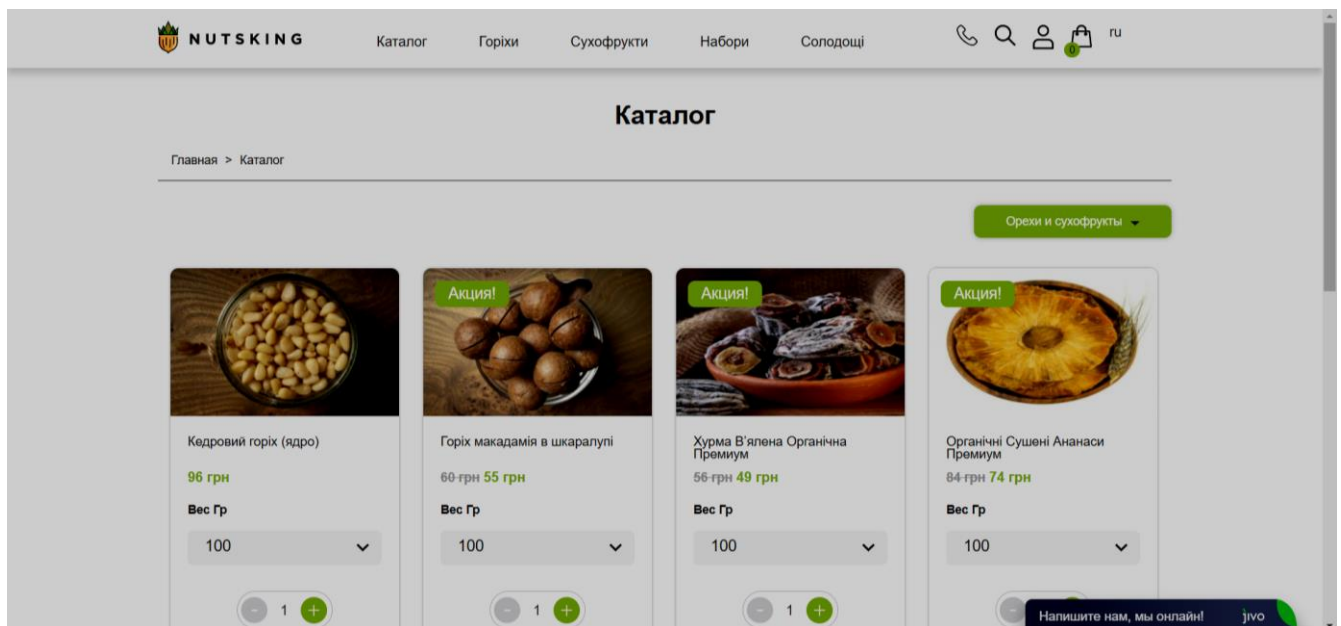 NUTSKING
Каталог Горіхи Сухофрукти Набори Солодощі 0 ru
Каталог
Главная > Каталог
Орехи и сухофрукты
Акция! Акция! Акция!
Кедровий горіх (ядро)
96 грн
Вес Гр
100
- 1 +
Горіх макадамія в шкаралупі
60 грн 55 грн
Вес Гр
100
- 1 +
Хурма В'ялена Органічна
Премиум
56 грн 49 грн
Вес Гр
100
- 1 +
Органічні Сушені Ананаси
Премиум
84 грн 74 грн
Вес Гр
100
-
Напишите нам, мы онлайн! jivo